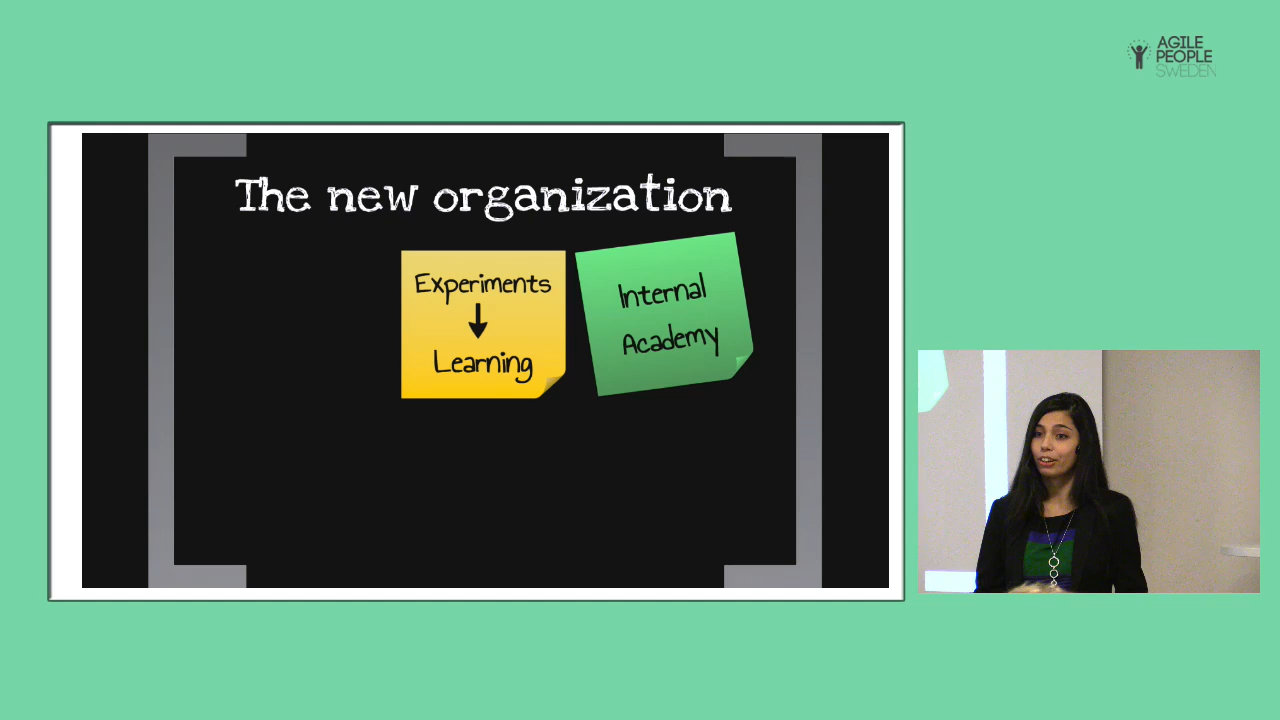 AGILE
PEOPLE
SWEDEN
The new organization
Experiments
Learning
Internal
Academy